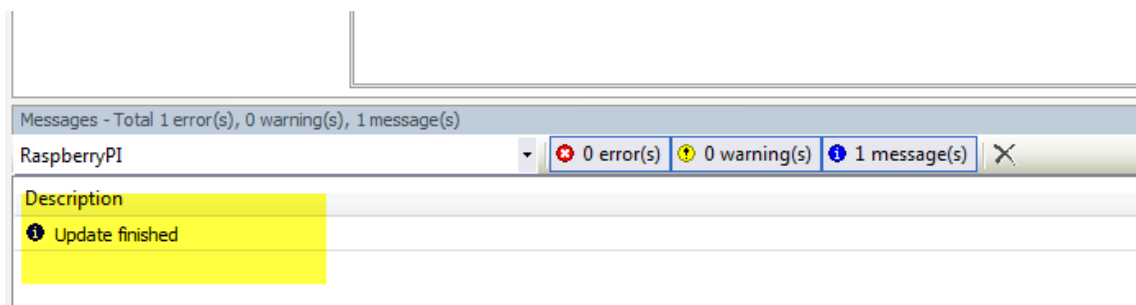 Messages - Total 1 error(s), 0 warning(s), 1 message(s)
RaspberryPI 0 error(s) 0 warning(s) 1 message(s)
Description
Update finished